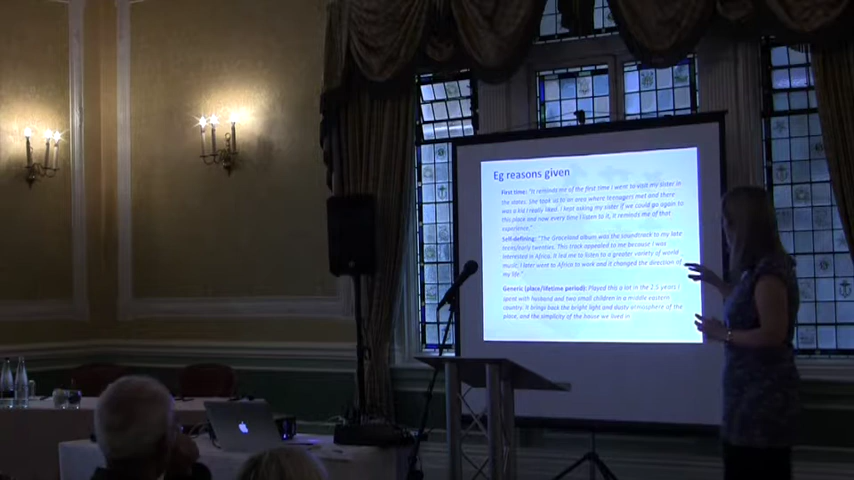 Eg reasons given
First time: "It reminds me of the first time I went to visit my sister in
the states. She took us to an area where teenagers met and there
was a kid I really liked. I kept asking my sister if we could go again to
this place and now every time I listen to it, it reminds me of that
experience."
Self-defining: "The Graceland album was the soundtrack to my late
teens/early twenties. This track appealed to me because I was
interested in Africa. It led me to listen to a greater variety of world
music. I later went to Africa to work and it changed the direction of
my life."
Generic (place/lifetime period): Played this a lot in the 2.5 years I
spent with husband and two small children in a middle eastern
country. It brings back the bright light and dusty atmosphere of the
place, and the simplicity of the house we lived in